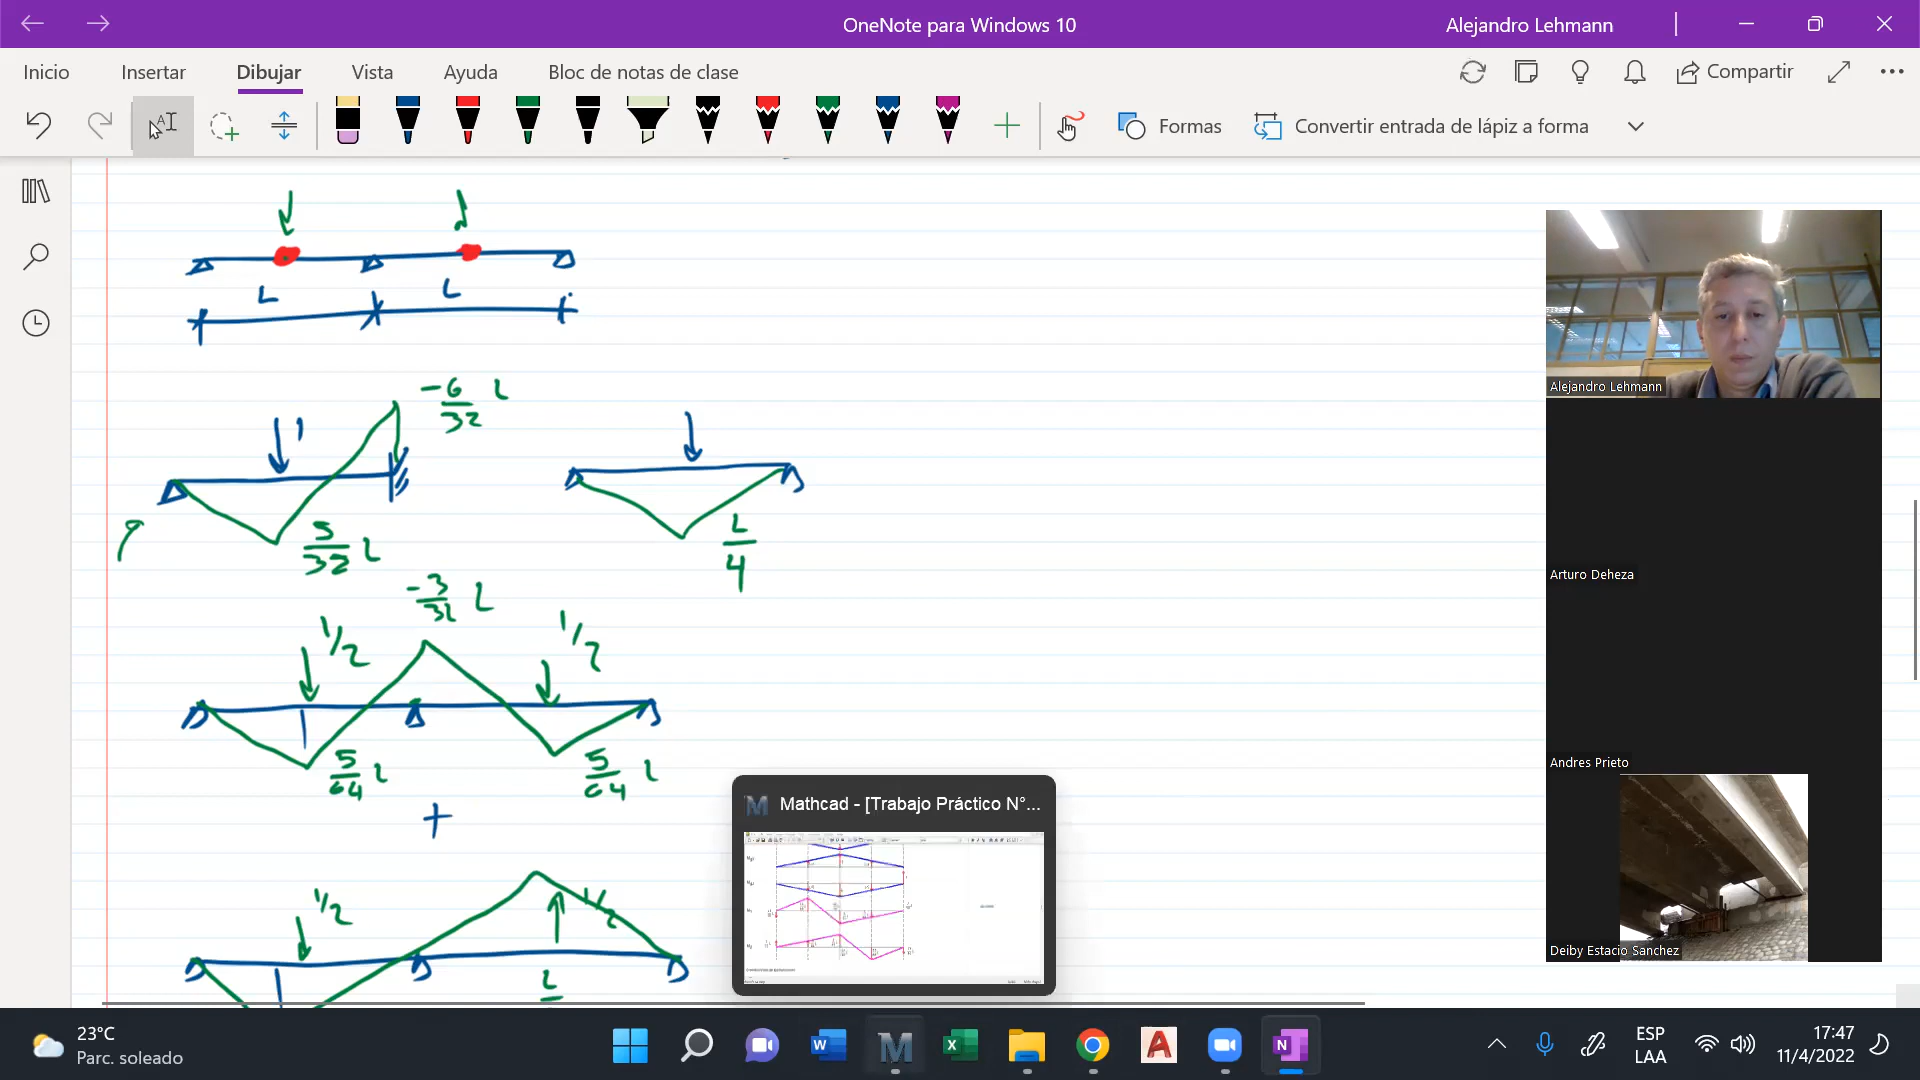 OneNote para Windows 10
Alejandro Lehmann
Inicio
Insertar
Dibujar
Vista
Ayuda
Bloc de notas de clase
Compartir
Formas
Convertir entrada de lápiz a forma
L
L
-6/32 L
1
5/32 L
L/4
-3/32 L
1/2
1/2
5/64 L
5/64 L
+
1/2
1/2
L
Alejandro Lehmann
Arturo Deheza
Andres Prieto
Deiby Estacio Sanchez
Mathcad - [Trabajo Práctico N°...
23°C
Parc. soleado
ESP
LAA
17:47
11/4/2022